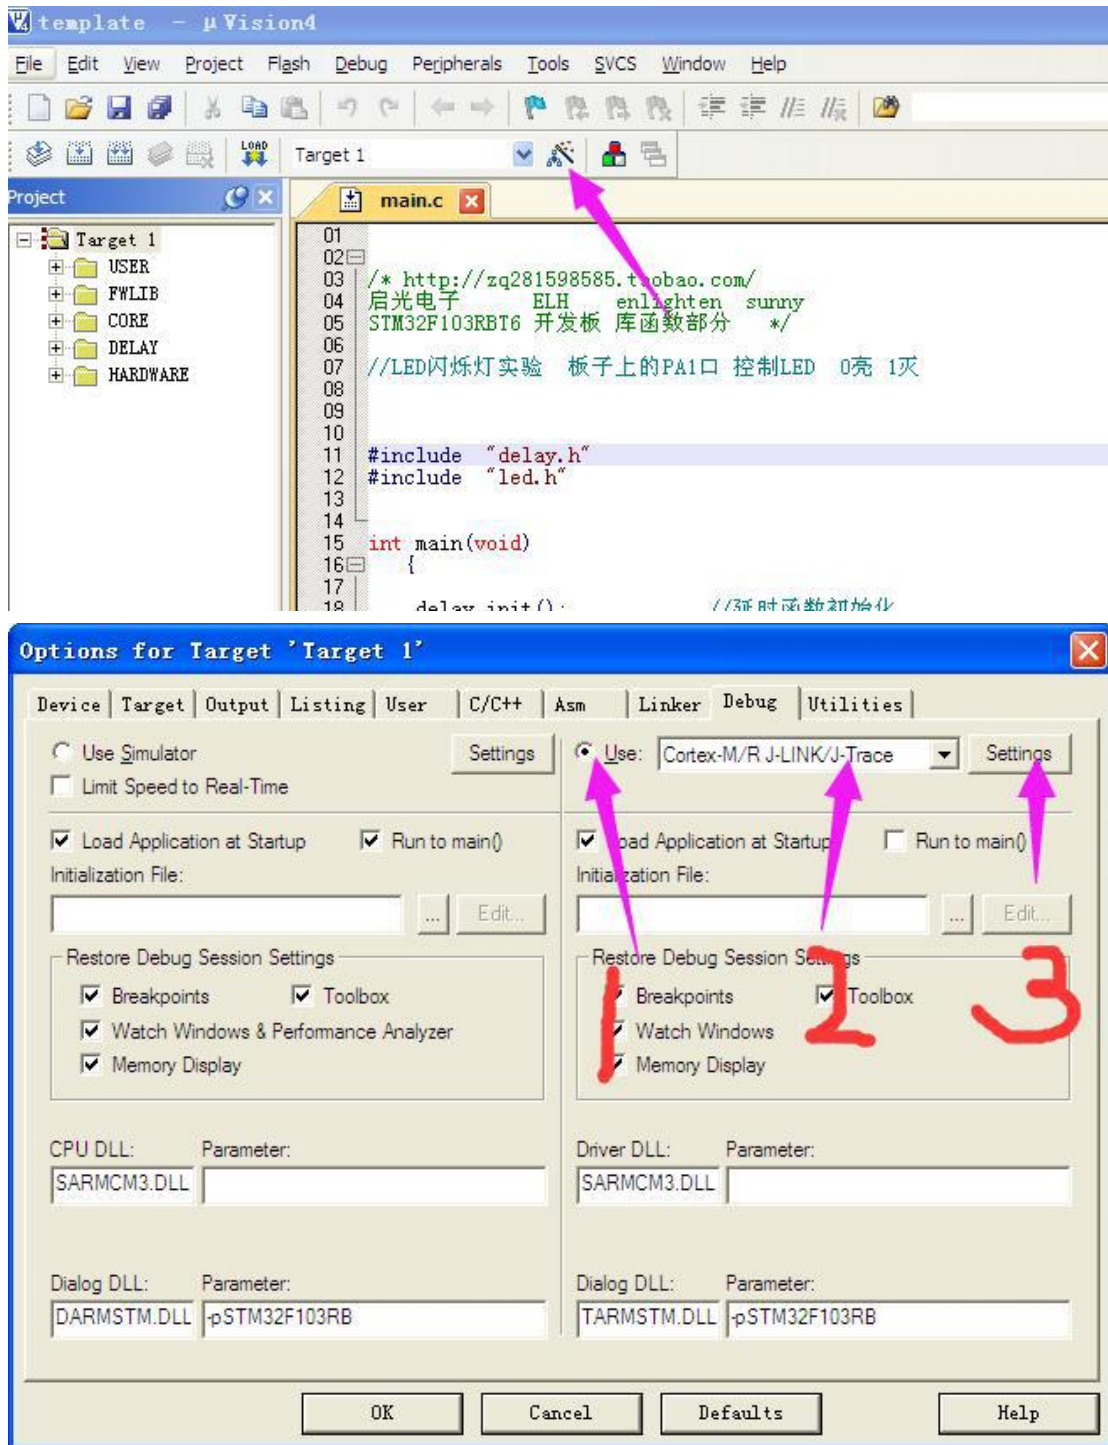 template - μVision4
File Edit View Project Flash Debug Peripherals Tools SVCS Window Help
LOAD Target 1
Project
main.c
Target 1
USER
FWLIB
CORE
DELAY
HARDWARE
01
02
03 /* http://zq281598585.taobao.com/
04 启光电子 ELH enlighten sunny
05 STM32F103RBT6 开发板 库函数部分 */
06
07 //LED闪烁灯实验 板子上的PA1口 控制LED 0亮 1灭
08
09
10
11 #include "delay.h"
12 #include "led.h"
13
14
15 int main(void)
16 {
17
18 delay_init(); //延时函数初始化
Options for Target 'Target 1'
Device Target Output Listing User C/C++ Asm Linker Debug Utilities
Use Simulator Settings
Limit Speed to Real-Time
Use: Cortex-M/R J-LINK/J-Trace Settings
Load Application at Startup Run to main()
Initialization File:
... Edit...
Load Application at Startup Run to main()
Initialization File:
... Edit...
Restore Debug Session Settings
Breakpoints Toolbox
Watch Windows & Performance Analyzer
Memory Display
Restore Debug Session Settings
Breakpoints Toolbox
Watch Windows
Memory Display
1 2 3
CPU DLL: Parameter:
SARMCM3.DLL
Driver DLL: Parameter:
SARMCM3.DLL
Dialog DLL: Parameter:
DARMSTM.DLL -pSTM32F103RB
Dialog DLL: Parameter:
TARMSTM.DLL -pSTM32F103RB
OK Cancel Defaults Help